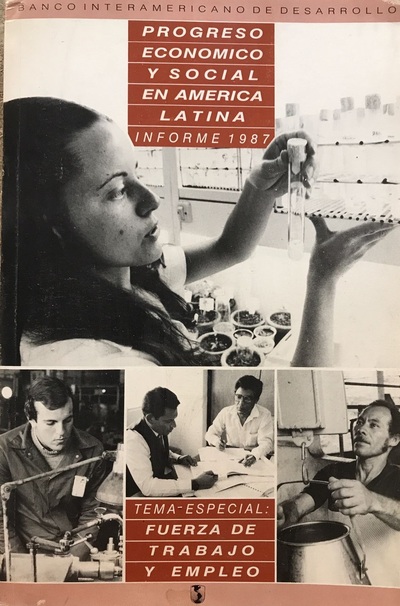 BANCO INTERAMERICANO DE DESARROLLO
PROGRESO
ECONOMICO
Y SOCIAL
EN AMERICA
LATINA
INFORME 1987
TEMA-ESPECIAL:
FUERZA DE
TRABAJO
Y EMPLEO